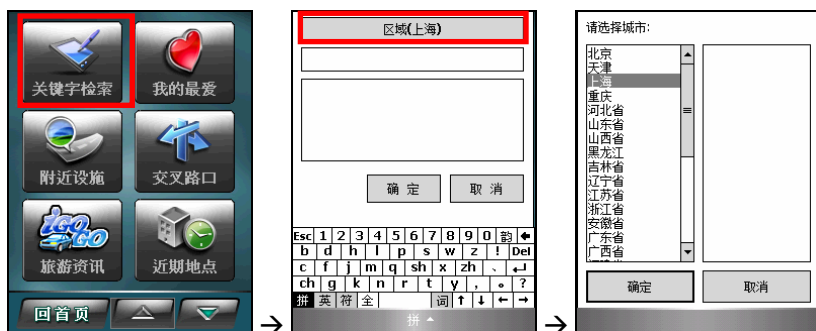 关键字检索
我的最爱
附近设施
交叉路口
iGO GO
旅游资讯
近期地点
回首页
→
区域(上海)
确 定
取 消
Esc 1 2 3 4 5 6 7 8 9 0 韵 ←
b d h l p s w z ! Del
c f j m q sh x zh 、 ↵
ch g k n r t y , 。 ?
拼 英 符 全 词 ↑ ↓ ← →
拼
→
请选择城市:
北京
天津
上海
重庆
河北省
山东省
山西省
黑龙江
吉林省
辽宁省
江苏省
浙江省
安徽省
广东省
广西省
确定
取消